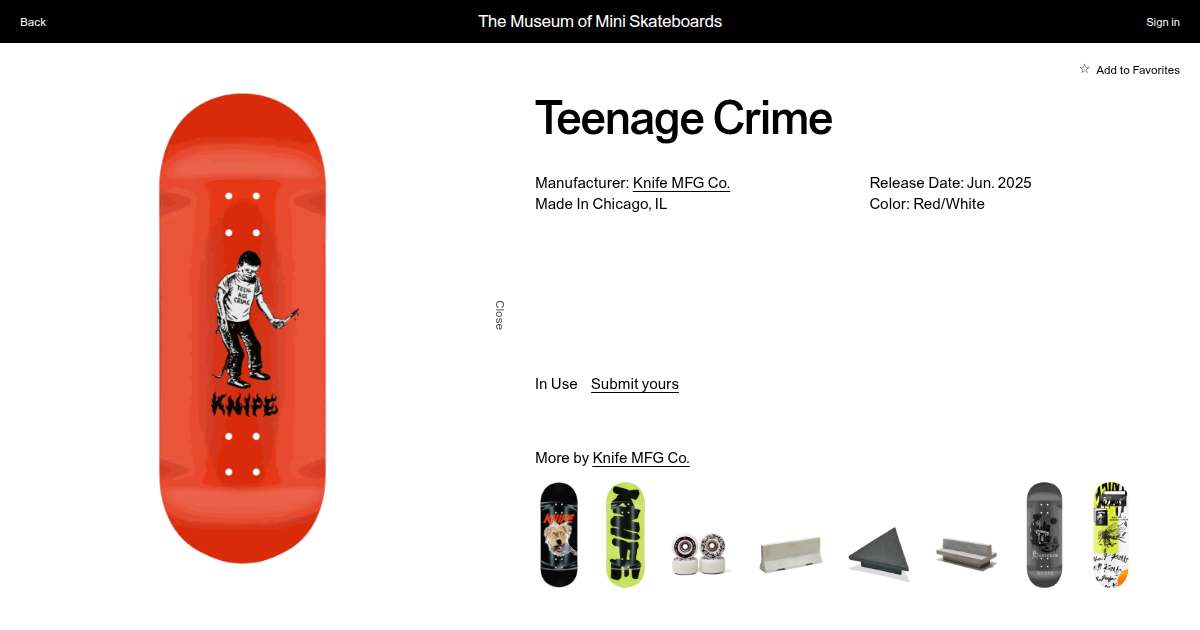 Back
The Museum of Mini Skateboards
Sign in
☆ Add to Favorites
Teenage Crime
Manufacturer: Knife MFG Co.
Made In Chicago, IL
Release Date: Jun. 2025
Color: Red/White
TEEN-
AGE
CRIME
KNIFE
Close
In Use Submit yours
More by Knife MFG Co.
KNIFE
KNIFE